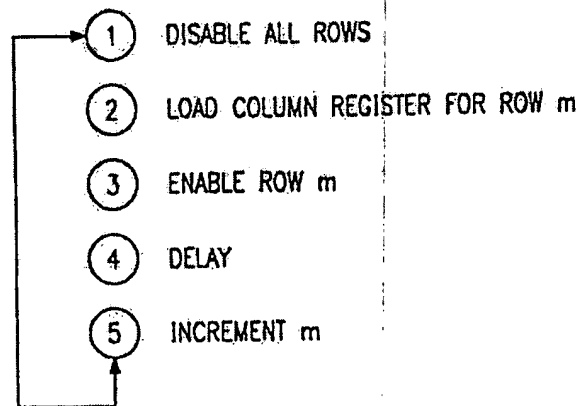 1 DISABLE ALL ROWS
2 LOAD COLUMN REGISTER FOR ROW m
3 ENABLE ROW m
4 DELAY
5 INCREMENT m